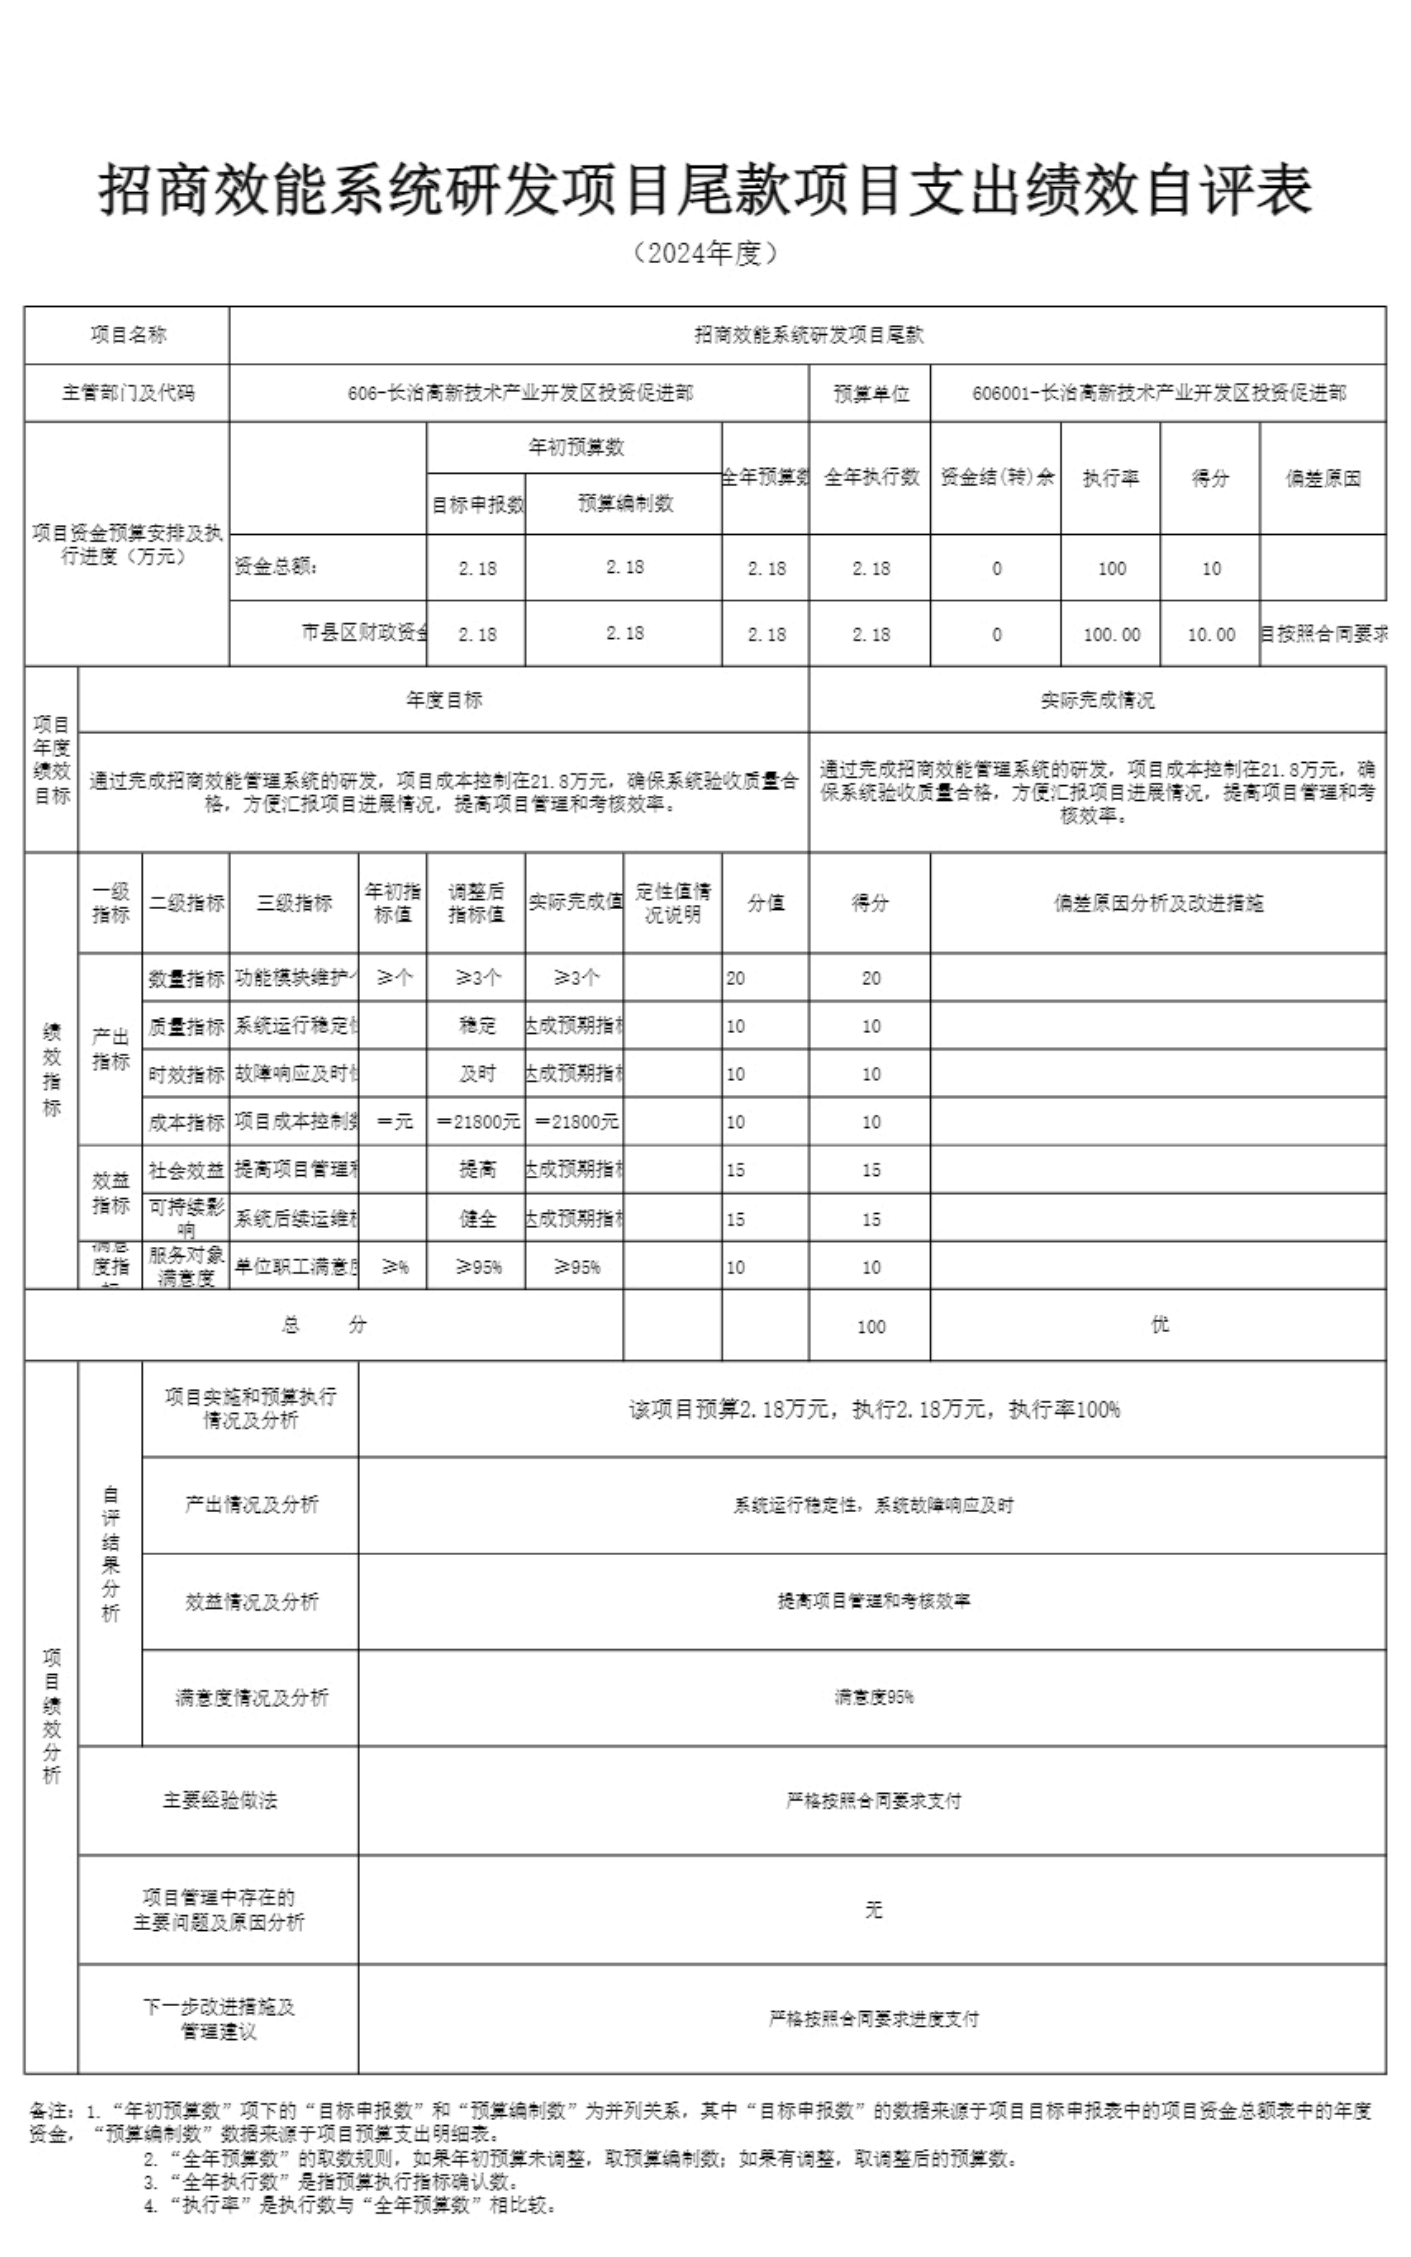 招商效能系统研发项目尾款项目支出绩效自评表
（2024年度）
项目名称 招商效能系统研发项目尾款
主管部门及代码 606-长治高新技术产业开发区投资促进部 预算单位 606001-长治高新技术产业开发区投资促进部
项目资金预算安排及执
行进度（万元）
年初预算数 全年预算数 全年执行数 资金结(转)余 执行率 得分 偏差原因
目标申报数 预算编制数
资金总额： 2.18 2.18 2.18 2.18 0 100 10
市县区财政资金 2.18 2.18 2.18 2.18 0 100.00 10.00 目按照合同要求
项目
年度
绩效
目标
年度目标 实际完成情况
通过完成招商效能管理系统的研发，项目成本控制在21.8万元，确保系统验收质量合
格，方便汇报项目进展情况，提高项目管理和考核效率。
通过完成招商效能管理系统的研发，项目成本控制在21.8万元，确
保系统验收质量合格，方便汇报项目进展情况，提高项目管理和考
核效率。
绩
效
指
标
一级
指标
二级指标 三级指标
年初指
标值
调整后
指标值
实际完成值
定性值情
况说明
分值 得分 偏差原因分析及改进措施
产出
指标
数量指标 功能模块维护 ≥个 ≥3个 ≥3个 20 20
质量指标 系统运行稳定 稳定 达成预期指 10 10
时效指标 故障响应及时 及时 达成预期指 10 10
成本指标 项目成本控制 ＝元 ＝21800元 ＝21800元 10 10
效益
指标
社会效益 提高项目管理 提高 达成预期指 15 15
可持续影
响
系统后续运维 健全 达成预期指 15 15
满意
度指
标
服务对象
满意度
单位职工满意 ≥% ≥95% ≥95% 10 10
总 分 100 优
项
目
绩
效
分
析
自
评
结
果
分
析
项目实施和预算执行
情况及分析
该项目预算2.18万元，执行2.18万元，执行率100%
产出情况及分析 系统运行稳定性，系统故障响应及时
效益情况及分析 提高项目管理和考核效率
满意度情况及分析 满意度95%
主要经验做法 严格按照合同要求支付
项目管理中存在的
主要问题及原因分析
无
下一步改进措施及
管理建议
严格按照合同要求进度支付
备注：1.“年初预算数”项下的“目标申报数”和“预算编制数”为并列关系，其中“目标申报数”的数据来源于项目目标申报表中的项目资金总额表中的年度
资金，“预算编制数”数据来源于项目预算支出明细表。
2.“全年预算数”的取数规则，如果年初预算未调整，取预算编制数；如果有调整，取调整后的预算数。
3.“全年执行数”是指预算执行指标确认数。
4.“执行率”是执行数与“全年预算数”相比较。